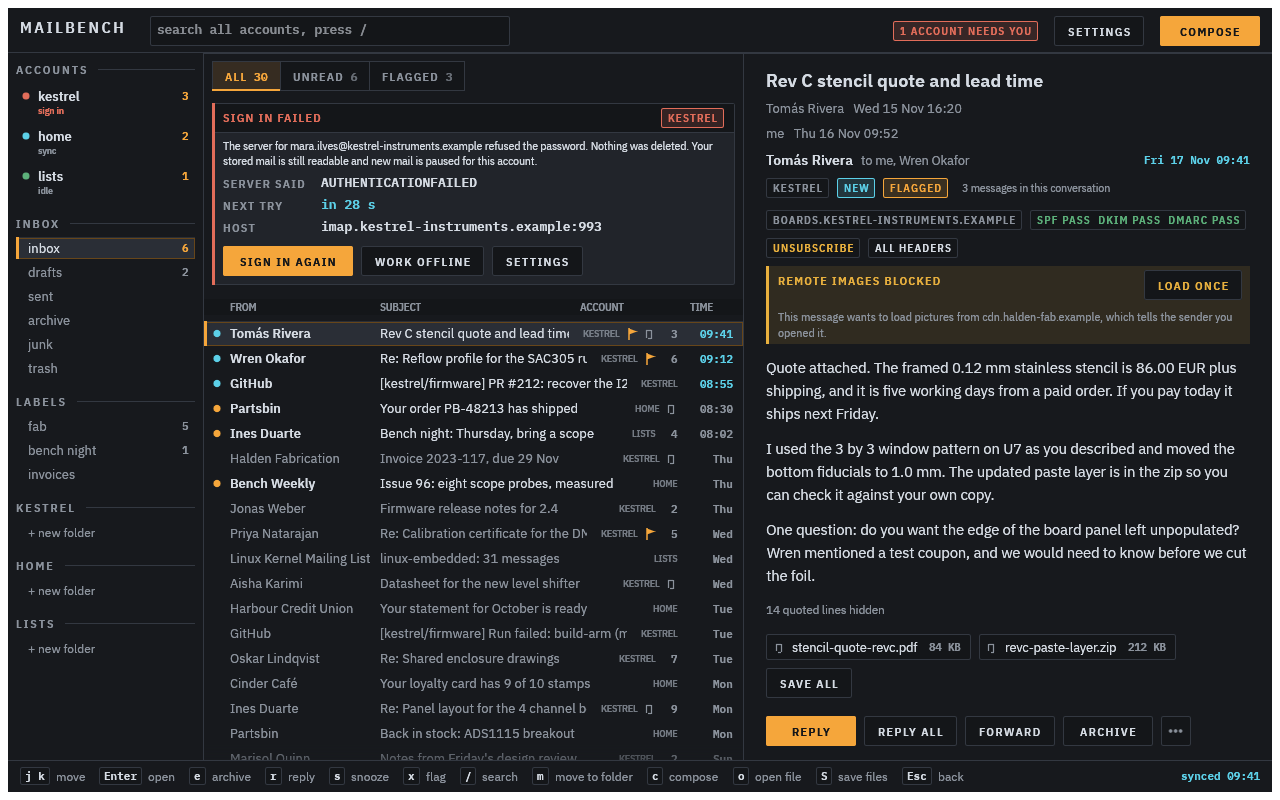 MAILBENCH
search all accounts, press /
1 ACCOUNT NEEDS YOU
SETTINGS
COMPOSE
ACCOUNTS
kestrel 3
sign in
home 2
sync
lists 1
idle
INBOX
inbox 6
drafts 2
sent
archive
junk
trash
LABELS
fab 5
bench night 1
invoices
KESTREL
+ new folder
HOME
+ new folder
LISTS
+ new folder
ALL 30
UNREAD 6
FLAGGED 3
SIGN IN FAILED
KESTREL
The server for mara.ilves@kestrel-instruments.example refused the password. Nothing was deleted. Your
stored mail is still readable and new mail is paused for this account.
SERVER SAID AUTHENTICATIONFAILED
NEXT TRY in 28 s
HOST imap.kestrel-instruments.example:993
SIGN IN AGAIN
WORK OFFLINE
SETTINGS
FROM SUBJECT ACCOUNT TIME
Tomás Rivera Rev C stencil quote and lead time KESTREL 3 09:41
Wren Okafor Re: Reflow profile for the SAC305 ru KESTREL 6 09:12
GitHub [kestrel/firmware] PR #212: recover the I2 KESTREL 08:55
Partsbin Your order PB-48213 has shipped HOME 08:30
Ines Duarte Bench night: Thursday, bring a scope LISTS 4 08:02
Halden Fabrication Invoice 2023-117, due 29 Nov KESTREL Thu
Bench Weekly Issue 96: eight scope probes, measured HOME Thu
Jonas Weber Firmware release notes for 2.4 KESTREL 2 Thu
Priya Natarajan Re: Calibration certificate for the DM KESTREL 5 Wed
Linux Kernel Mailing List linux-embedded: 31 messages LISTS Wed
Aisha Karimi Datasheet for the new level shifter KESTREL Wed
Harbour Credit Union Your statement for October is ready HOME Tue
GitHub [kestrel/firmware] Run failed: build-arm (m KESTREL Tue
Oskar Lindqvist Re: Shared enclosure drawings KESTREL 7 Tue
Cinder Café Your loyalty card has 9 of 10 stamps HOME Mon
Ines Duarte Re: Panel layout for the 4 channel b KESTREL 9 Mon
Partsbin Back in stock: ADS1115 breakout HOME Mon
Marisol Quinn Notes from Friday's design review KESTREL 2 Sun
Rev C stencil quote and lead time
Tomás Rivera Wed 15 Nov 16:20
me Thu 16 Nov 09:52
Tomás Rivera to me, Wren Okafor Fri 17 Nov 09:41
KESTREL NEW FLAGGED 3 messages in this conversation
BOARDS.KESTREL-INSTRUMENTS.EXAMPLE SPF PASS DKIM PASS DMARC PASS
UNSUBSCRIBE ALL HEADERS
REMOTE IMAGES BLOCKED
LOAD ONCE
This message wants to load pictures from cdn.halden-fab.example, which tells the sender you
opened it.
Quote attached. The framed 0.12 mm stainless stencil is 86.00 EUR plus
shipping, and it is five working days from a paid order. If you pay today it
ships next Friday.
I used the 3 by 3 window pattern on U7 as you described and moved the
bottom fiducials to 1.0 mm. The updated paste layer is in the zip so you
can check it against your own copy.
One question: do you want the edge of the board panel left unpopulated?
Wren mentioned a test coupon, and we would need to know before we cut
the foil.
14 quoted lines hidden
stencil-quote-revc.pdf 84 KB
revc-paste-layer.zip 212 KB
SAVE ALL
REPLY
REPLY ALL
FORWARD
ARCHIVE
•••
j k move Enter open e archive r reply s snooze x flag / search m move to folder c compose o open file S save files Esc back
synced 09:41